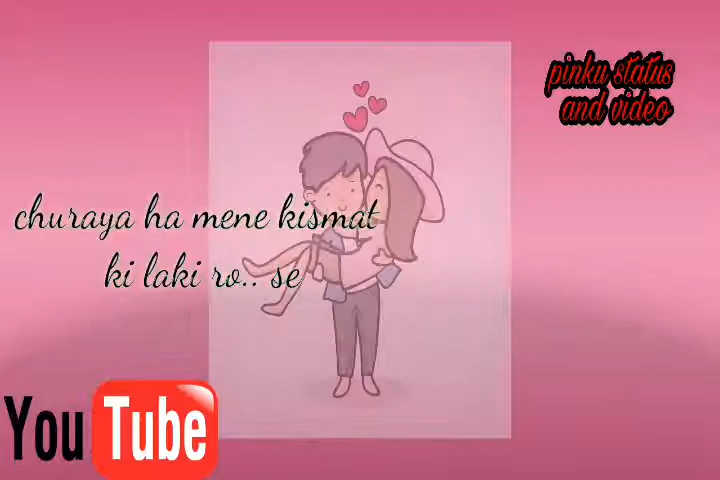 pinku status
and video
churaya ha mene kismat
ki laki ro.. se
YouTube